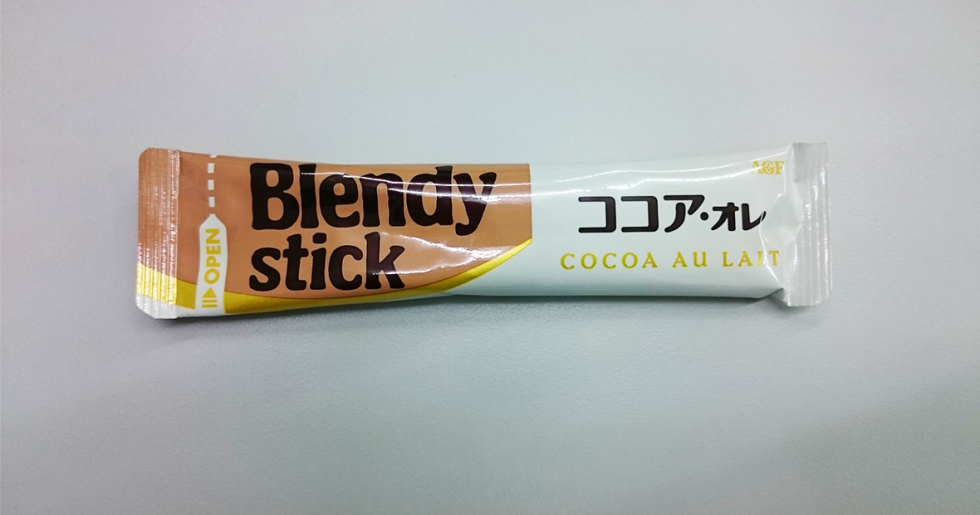 OPEN
Blendy
stick
AGF
ココア・オレ
COCOA AU LAIT